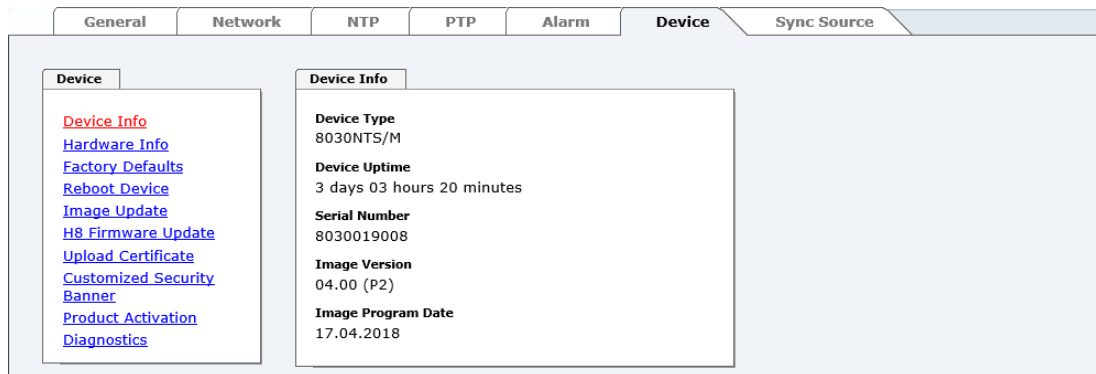 General Network NTP PTP Alarm Device Sync Source
Device
Device Info
Hardware Info
Factory Defaults
Reboot Device
Image Update
H8 Firmware Update
Upload Certificate
Customized Security
Banner
Product Activation
Diagnostics
Device Info
Device Type
8030NTS/M
Device Uptime
3 days 03 hours 20 minutes
Serial Number
8030019008
Image Version
04.00 (P2)
Image Program Date
17.04.2018